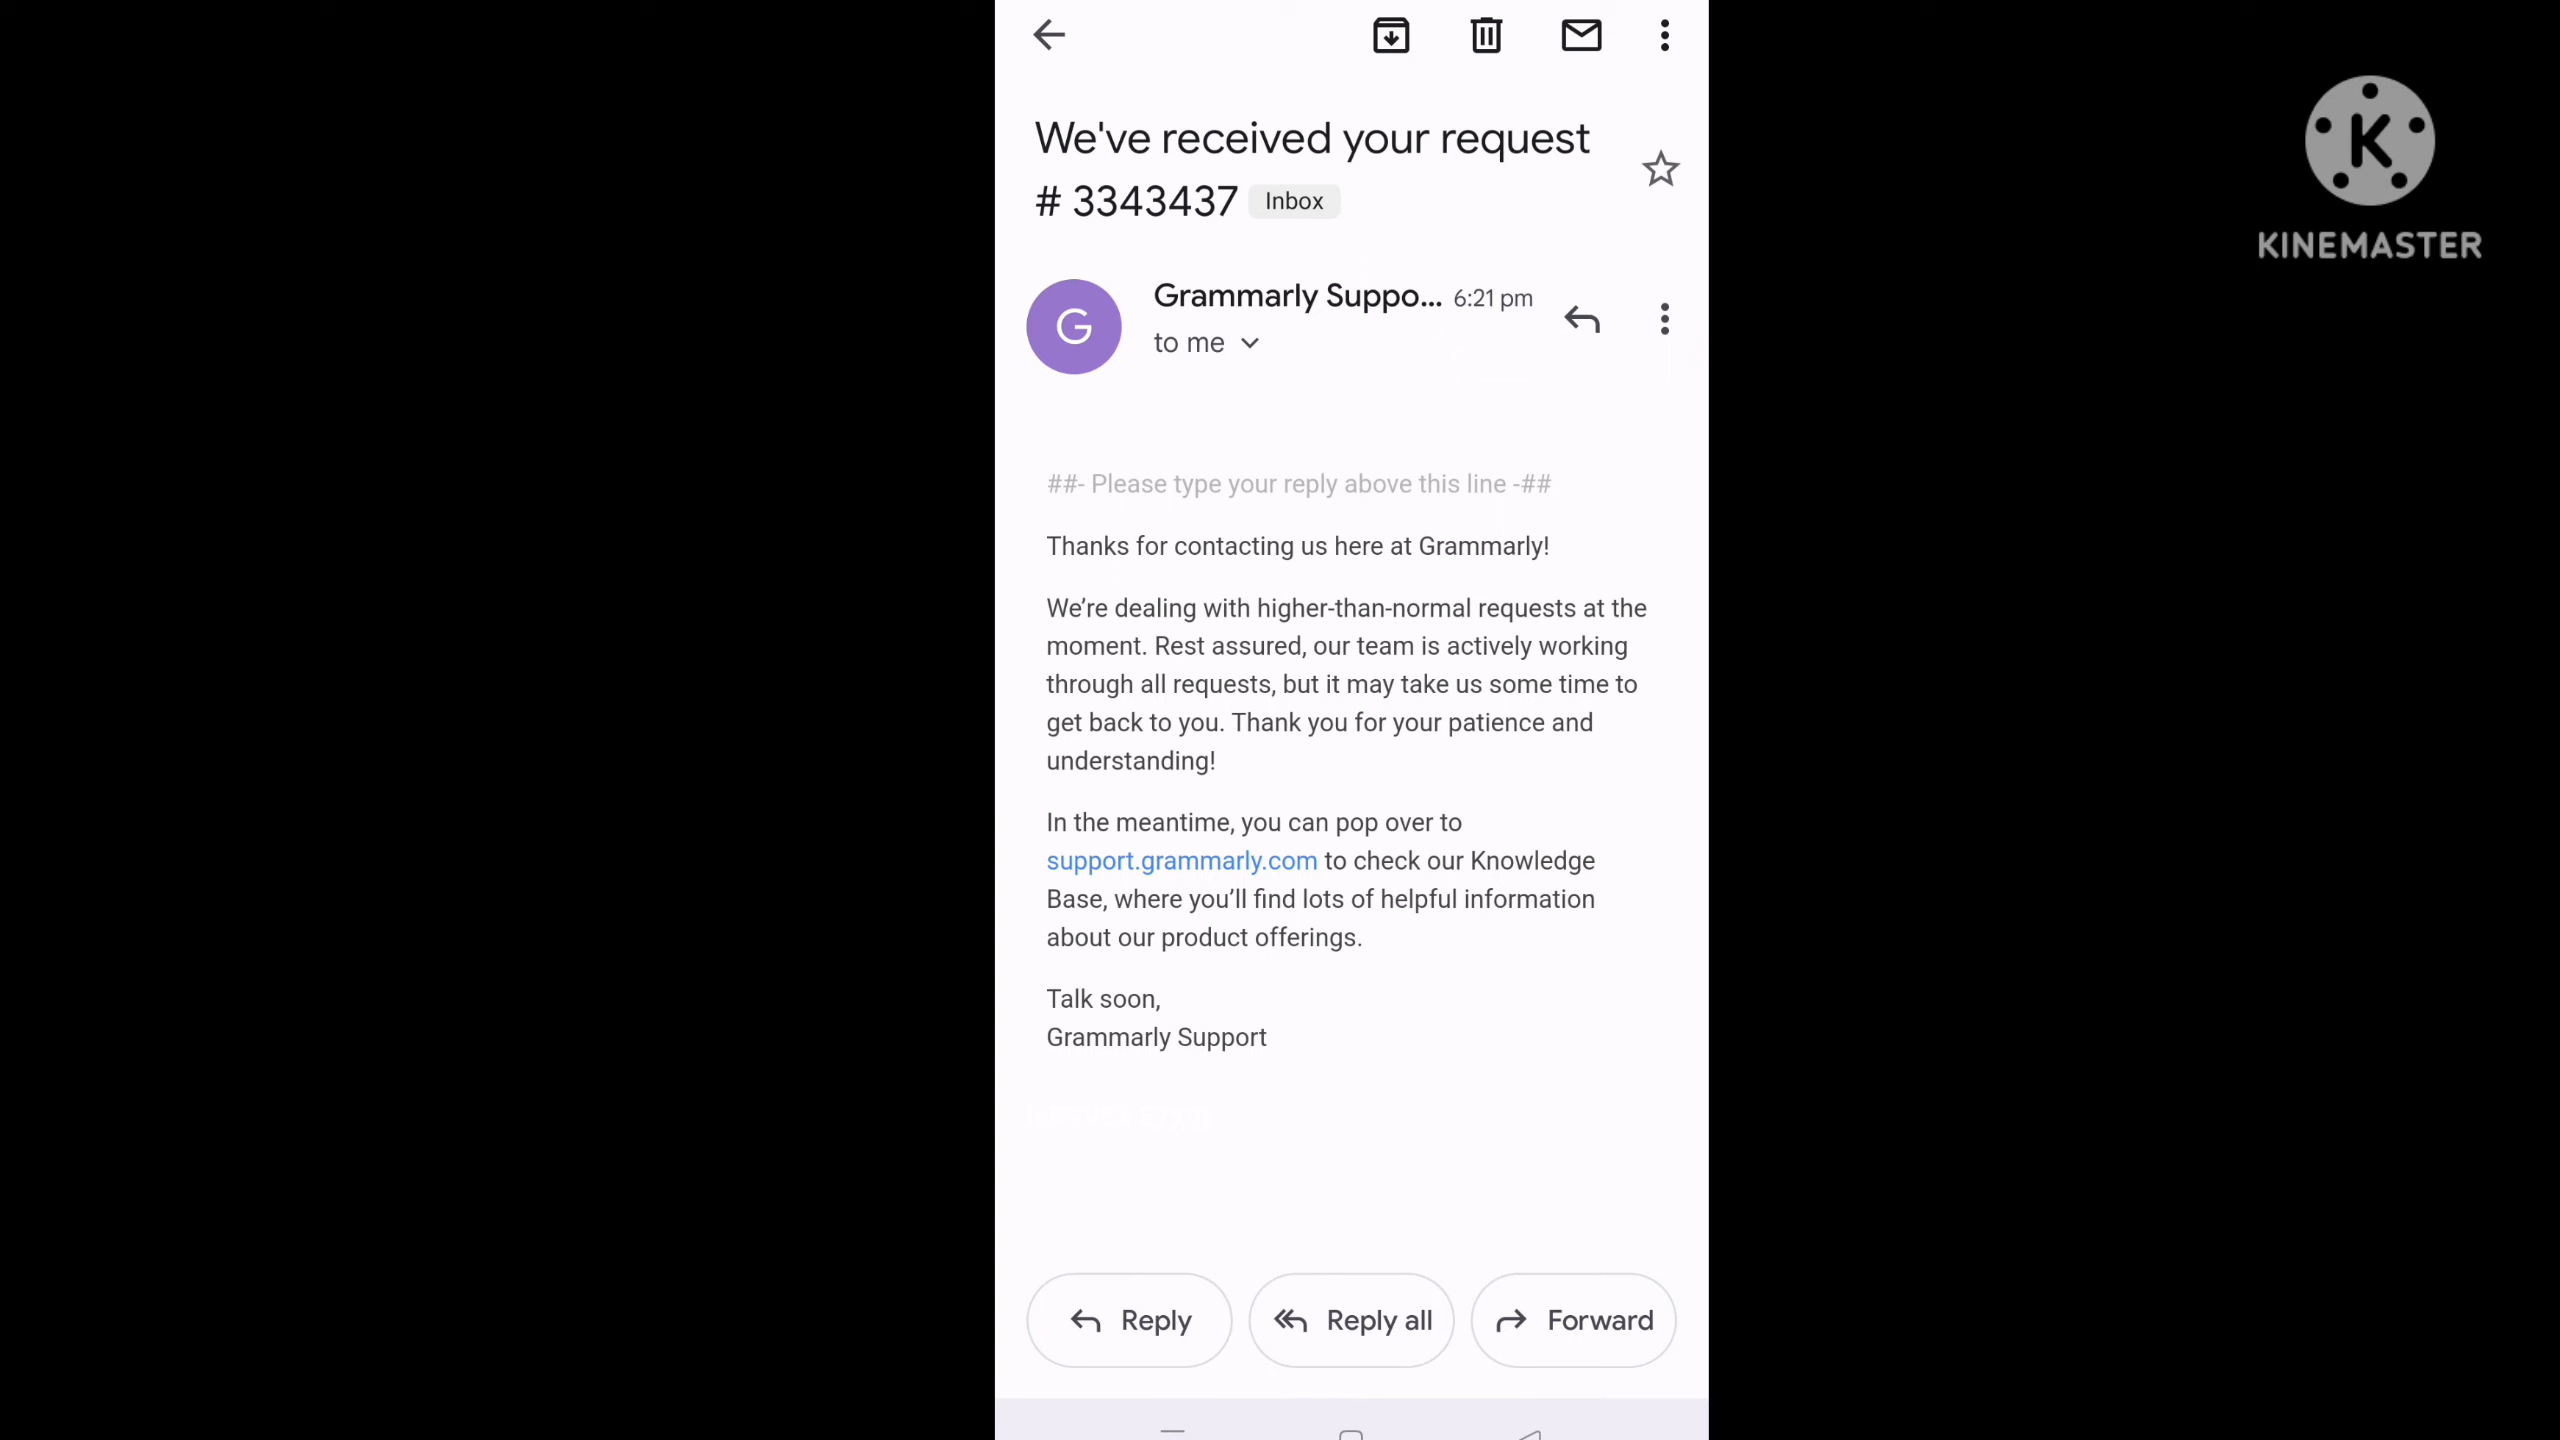 We've received your request
# 3343437 Inbox
G
Grammarly Suppo... 6:21 pm
to me
##- Please type your reply above this line -##
Thanks for contacting us here at Grammarly!
We’re dealing with higher-than-normal requests at the
moment. Rest assured, our team is actively working
through all requests, but it may take us some time to
get back to you. Thank you for your patience and
understanding!
In the meantime, you can pop over to
support.grammarly.com to check our Knowledge
Base, where you’ll find lots of helpful information
about our product offerings.
Talk soon,
Grammarly Support
Reply
Reply all
Forward
K
KINEMASTER